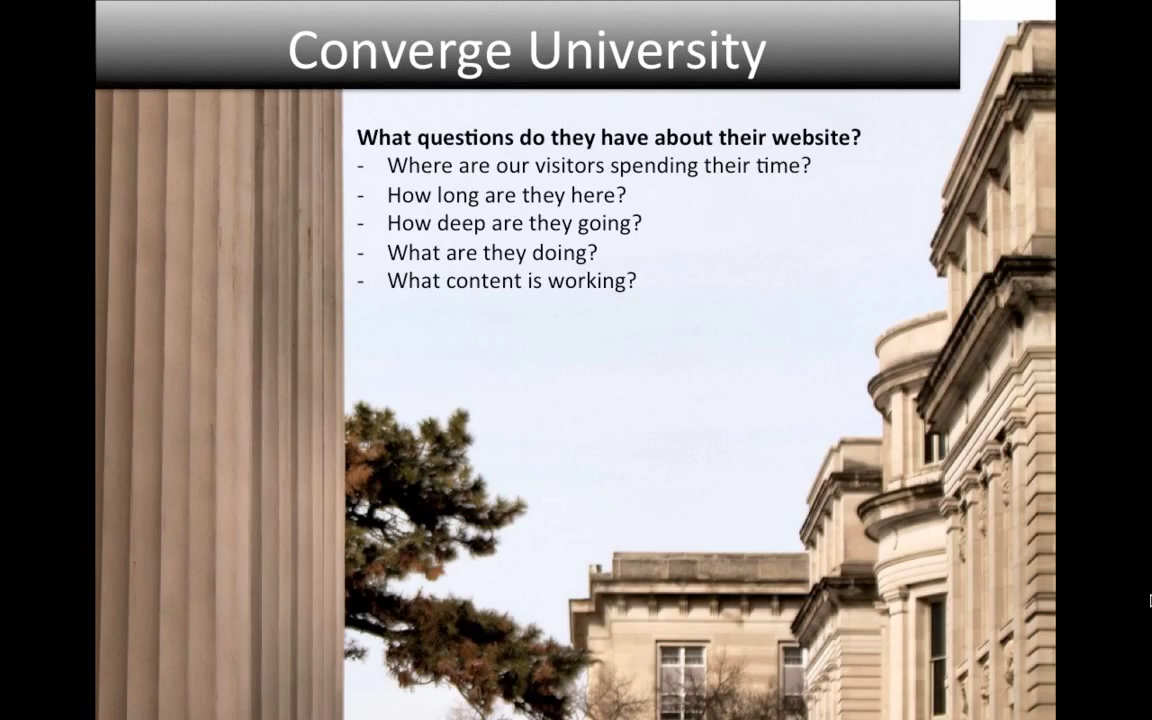 Converge University
What questions do they have about their website?
- Where are our visitors spending their time?
- How long are they here?
- How deep are they going?
- What are they doing?
- What content is working?